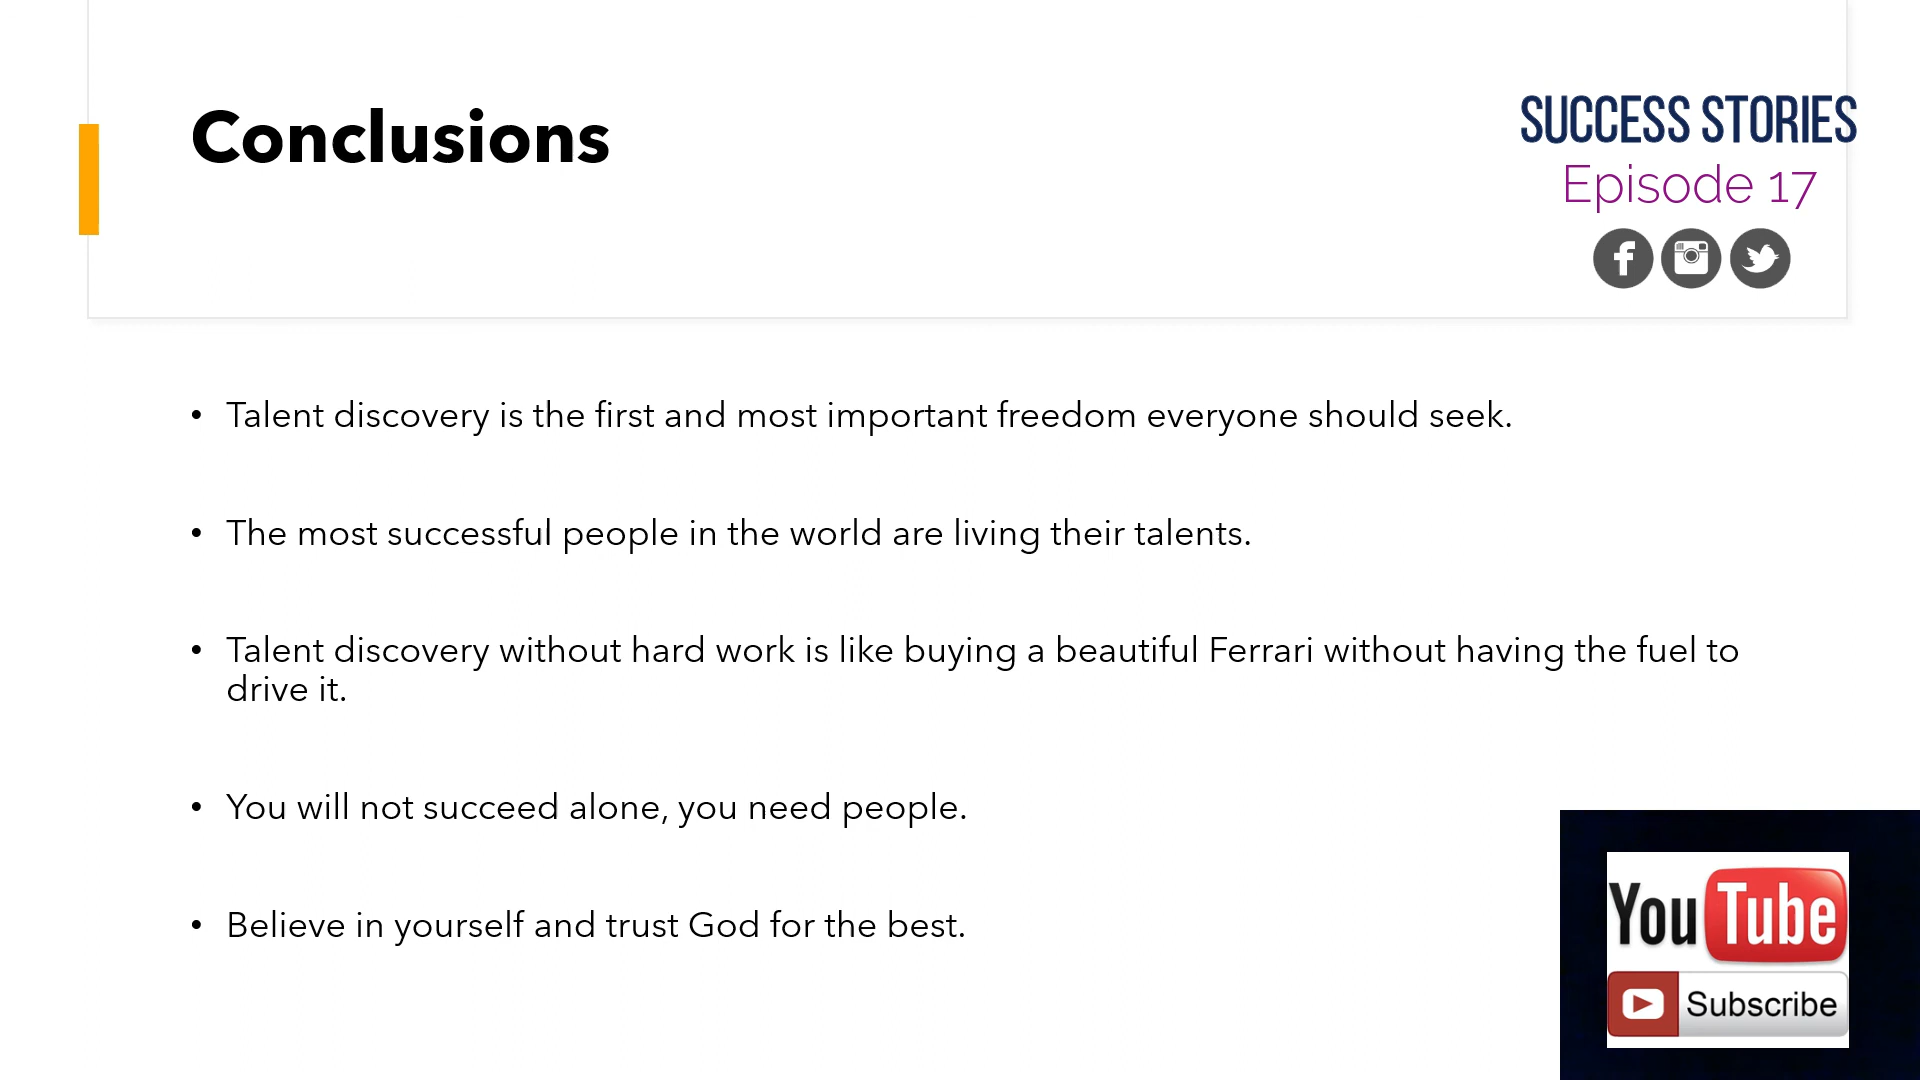 Conclusions
SUCCESS STORIES
Episode 17
• Talent discovery is the first and most important freedom everyone should seek.
• The most successful people in the world are living their talents.
• Talent discovery without hard work is like buying a beautiful Ferrari without having the fuel to
drive it.
• You will not succeed alone, you need people.
• Believe in yourself and trust God for the best.
YouTube
Subscribe